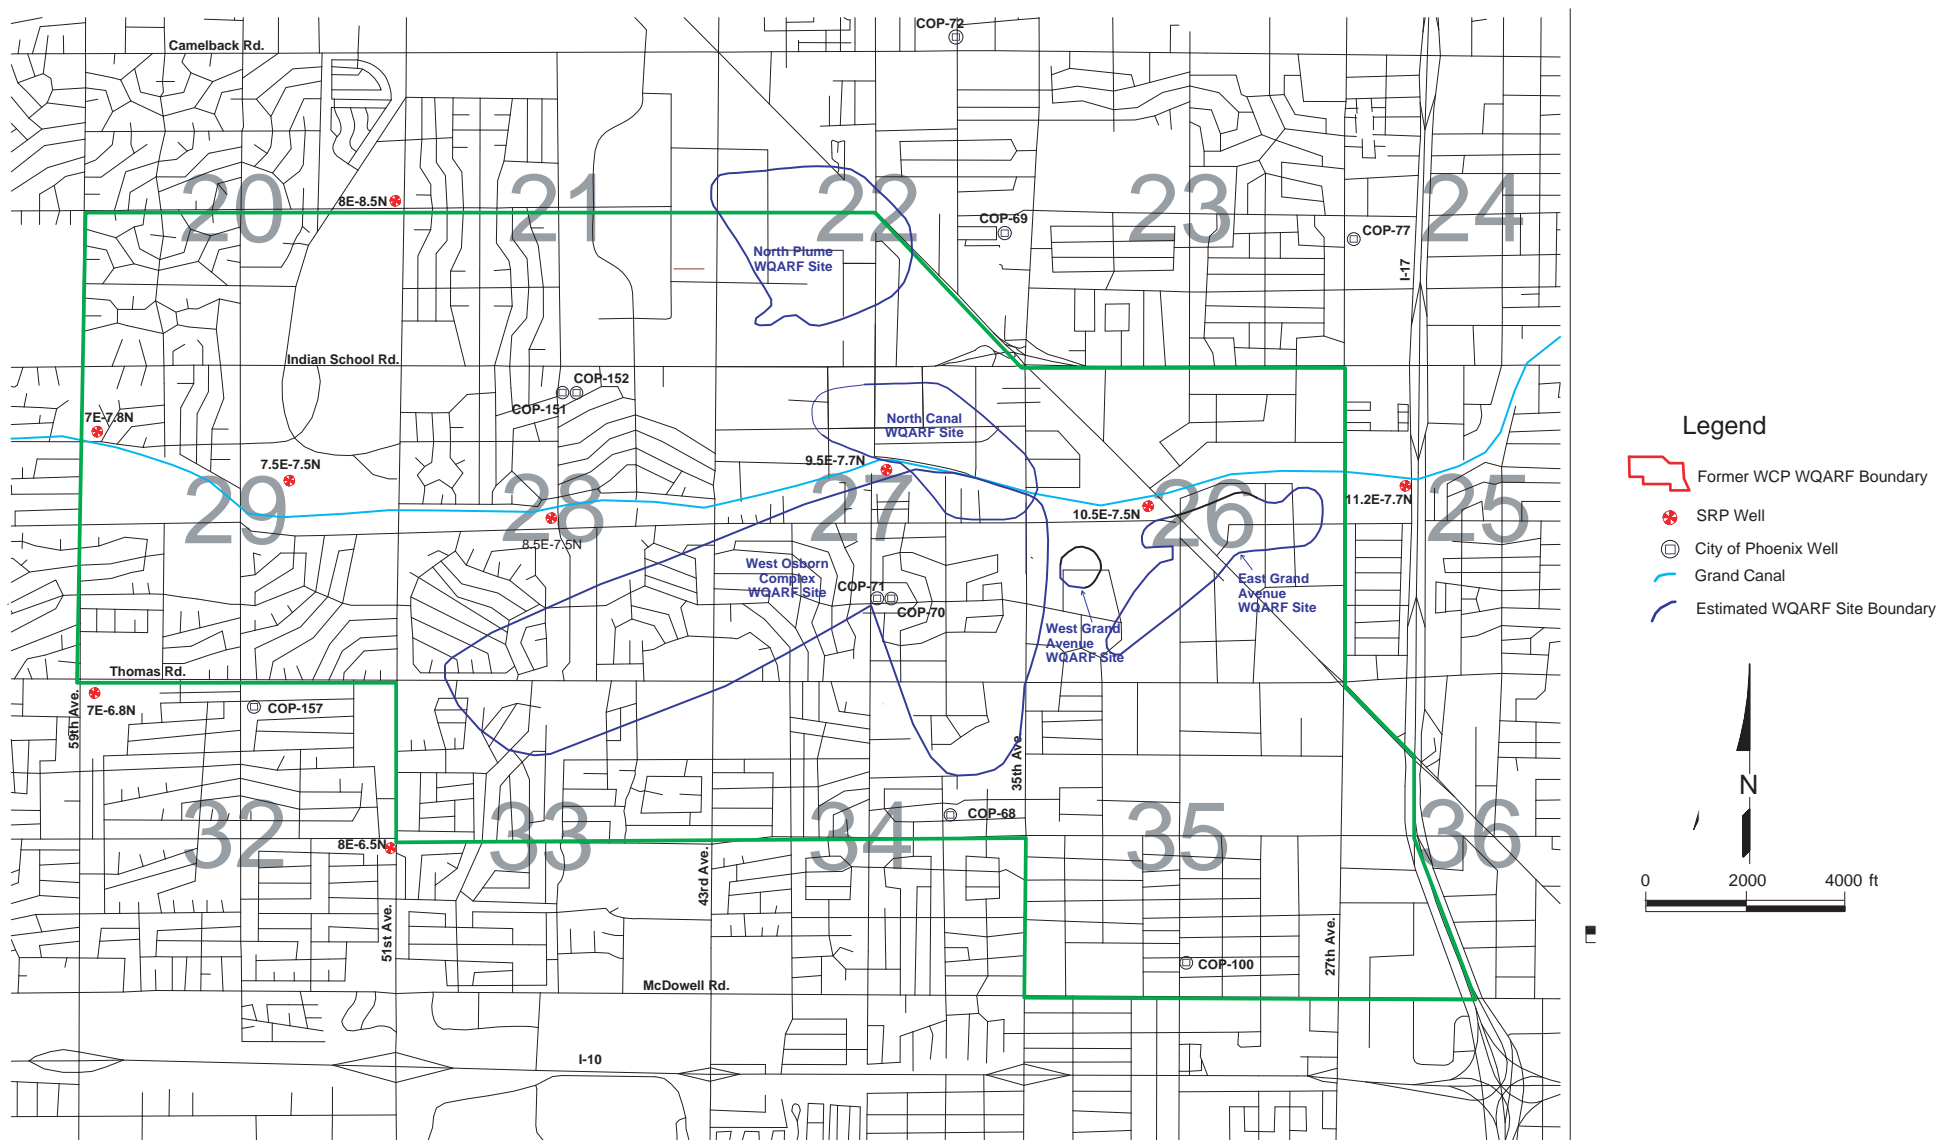 COP-72
Camelback Rd.
20
21
22
23
24
8E-8.5N
COP-69
COP-77
North Plume
WQARF Site
I-17
Indian School Rd.
COP-152
COP-151
7E-7.8N
North Canal
WQARF Site
7.5E-7.5N
9.5E-7.7N
11.2E-7.7N
10.5E-7.5N
29
28
27
26
25
8.5E-7.5N
West Osborn
Complex
WQARF Site
COP-71
COP-70
East Grand
Avenue
WQARF Site
West Grand
Avenue
WQARF Site
Thomas Rd.
59th Ave.
7E-6.8N
COP-157
35th Ave.
COP-68
32
33
34
35
36
8E-6.5N
43rd Ave.
51st Ave.
27th Ave.
COP-100
McDowell Rd.
I-10
Legend
Former WCP WQARF Boundary
SRP Well
City of Phoenix Well
Grand Canal
Estimated WQARF Site Boundary
N
0 2000 4000 ft